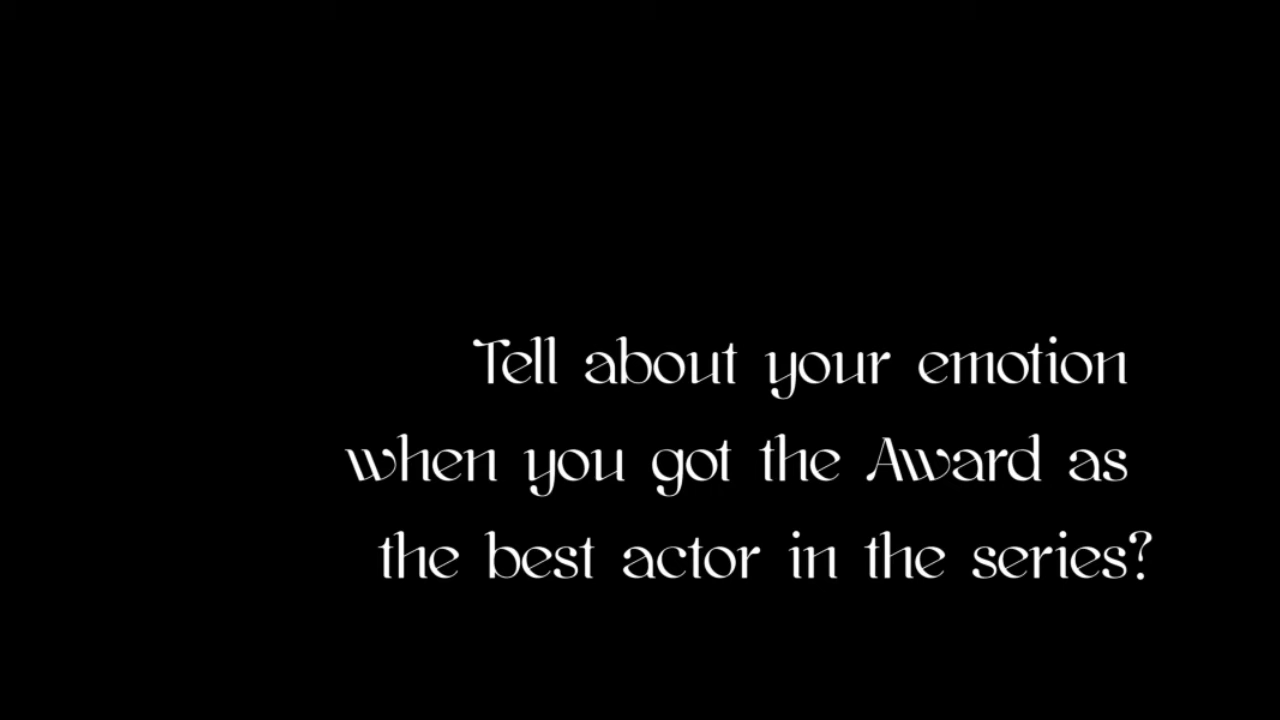 Tell about your emotion
when you got the Award as
the best actor in the series?